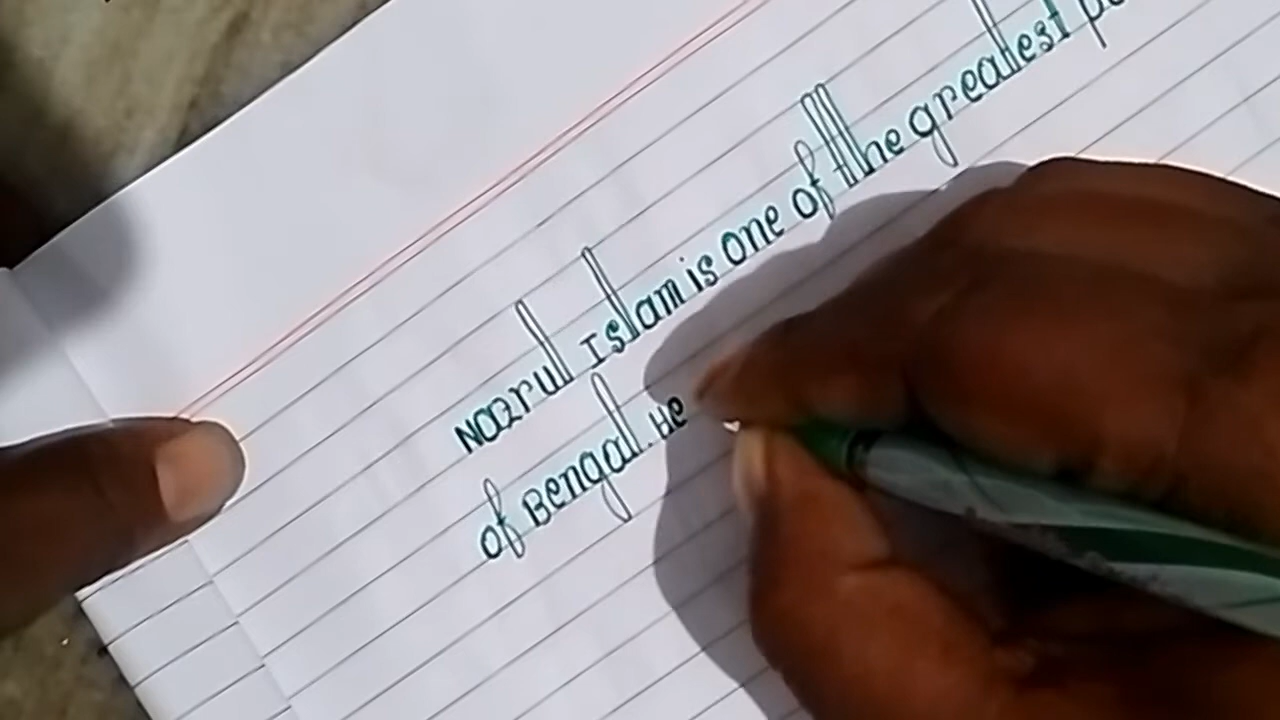 Nazrul Islam is one of the greatest
of Bengal. He